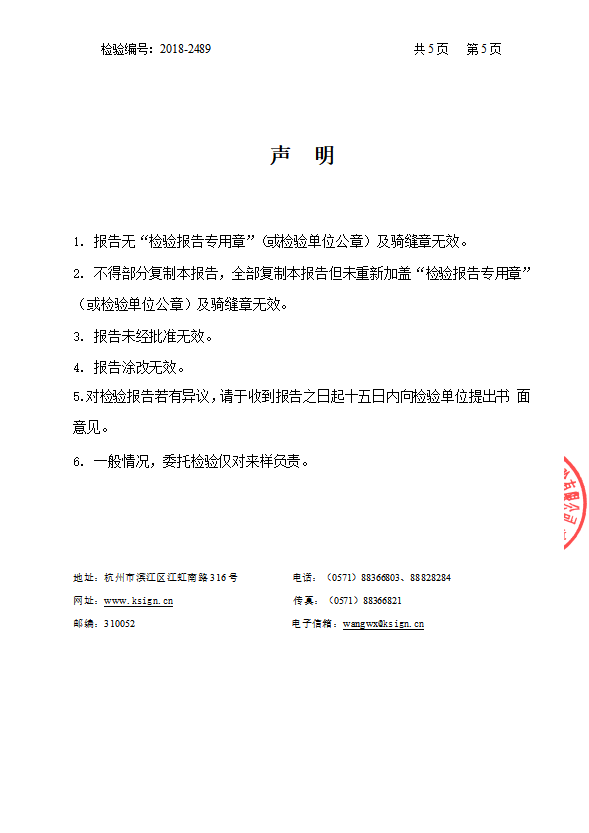 检验编号：2018-2489 共 5 页 第 5 页
声 明
1. 报告无“检验报告专用章”（或检验单位公章）及骑缝章无效。
2. 不得部分复制本报告，全部复制本报告但未重新加盖“检验报告专用章”
（或检验单位公章）及骑缝章无效。
3. 报告未经批准无效。
4. 报告涂改无效。
5.对检验报告若有异议，请于收到报告之日起十五日内向检验单位提出书 面
意见。
6. 一般情况，委托检验仅对来样负责。
有限公司
地址：杭州市滨江区江虹南路 316 号 电话：（0571）88366803、88828284
网址：www.ksign.cn 传真：（0571）88366821
邮编：310052 电子信箱：wangwx@ksign.cn